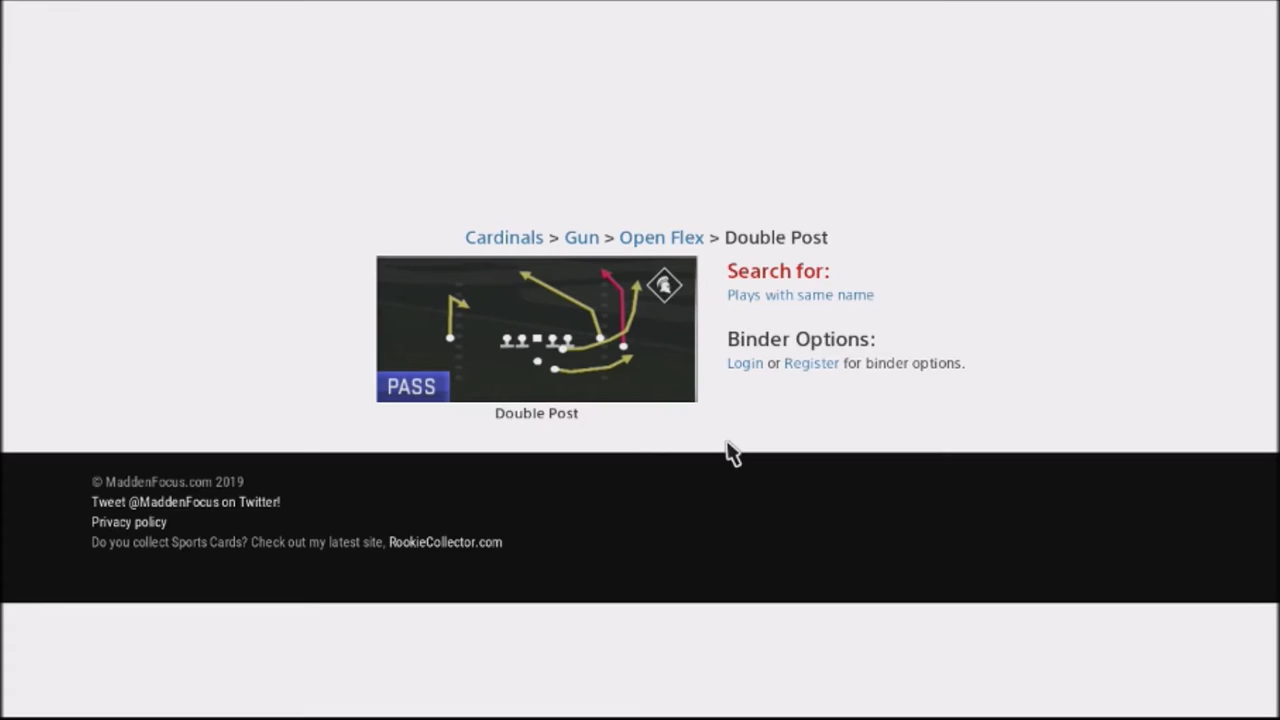 Cardinals > Gun > Open Flex > Double Post
Search for:
Plays with same name
Binder Options:
Login or Register for binder options.
PASS
Double Post
© MaddenFocus.com 2019
Tweet @MaddenFocus on Twitter!
Privacy policy
Do you collect Sports Cards? Check out my latest site, RookieCollector.com